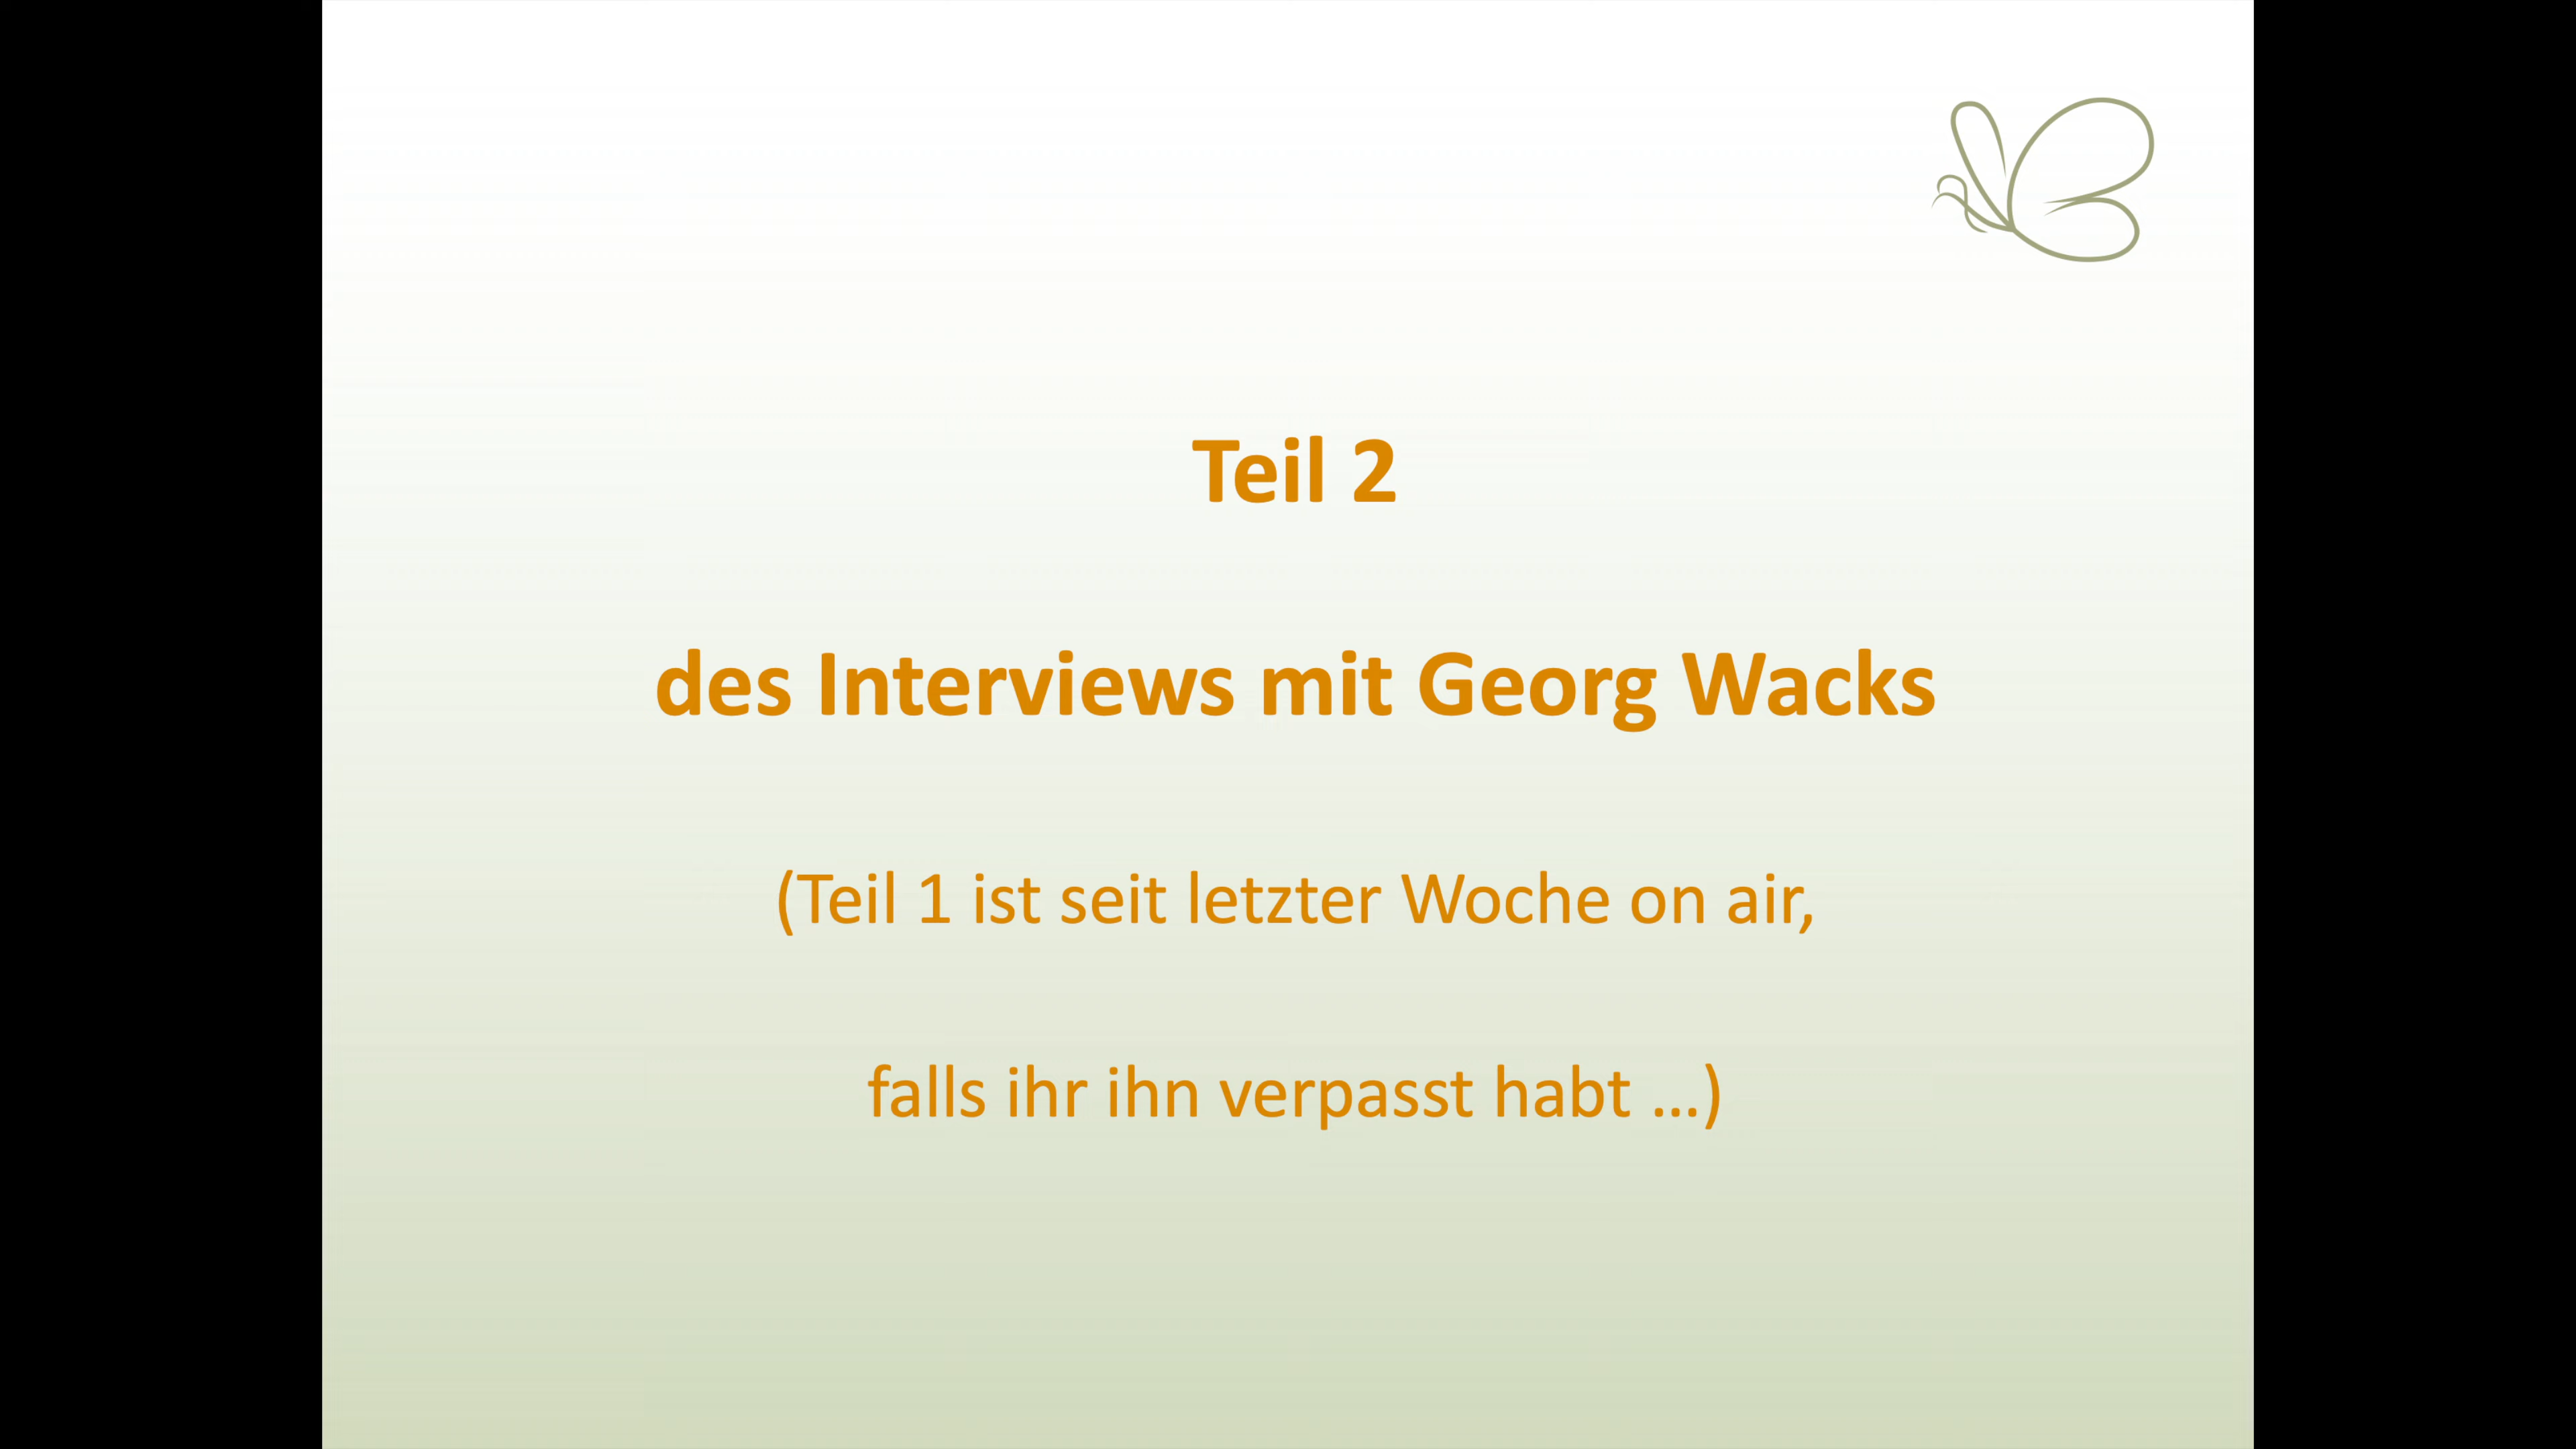 Teil 2
des Interviews mit Georg Wacks
(Teil 1 ist seit letzter Woche on air,
falls ihr ihn verpasst habt …)